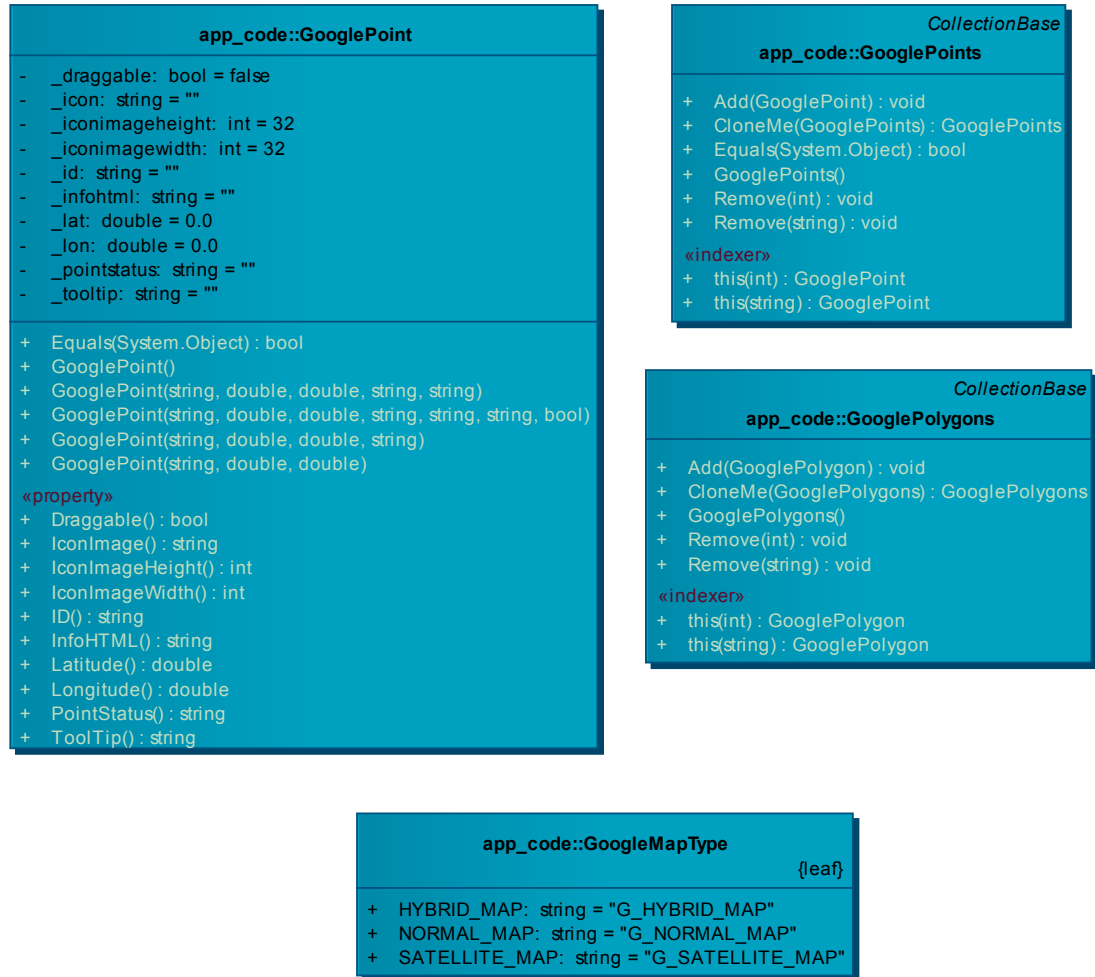 app_code::GooglePoint
- _draggable: bool = false
- _icon: string = ""
- _iconimageheight: int = 32
- _iconimagewidth: int = 32
- _id: string = ""
- _infohtml: string = ""
- _lat: double = 0.0
- _lon: double = 0.0
- _pointstatus: string = ""
- _tooltip: string = ""
+ Equals(System.Object) : bool
+ GooglePoint()
+ GooglePoint(string, double, double, string, string)
+ GooglePoint(string, double, double, string, string, string, bool)
+ GooglePoint(string, double, double, string)
+ GooglePoint(string, double, double)
«property»
+ Draggable() : bool
+ IconImage() : string
+ IconImageHeight() : int
+ IconImageWidth() : int
+ ID() : string
+ InfoHTML() : string
+ Latitude() : double
+ Longitude() : double
+ PointStatus() : string
+ ToolTip() : string
CollectionBase
app_code::GooglePoints
+ Add(GooglePoint) : void
+ CloneMe(GooglePoints) : GooglePoints
+ Equals(System.Object) : bool
+ GooglePoints()
+ Remove(int) : void
+ Remove(string) : void
«indexer»
+ this(int) : GooglePoint
+ this(string) : GooglePoint
CollectionBase
app_code::GooglePolygons
+ Add(GooglePolygon) : void
+ CloneMe(GooglePolygons) : GooglePolygons
+ GooglePolygons()
+ Remove(int) : void
+ Remove(string) : void
«indexer»
+ this(int) : GooglePolygon
+ this(string) : GooglePolygon
app_code::GoogleMapType
{leaf}
+ HYBRID_MAP: string = "G_HYBRID_MAP"
+ NORMAL_MAP: string = "G_NORMAL_MAP"
+ SATELLITE_MAP: string = "G_SATELLITE_MAP"